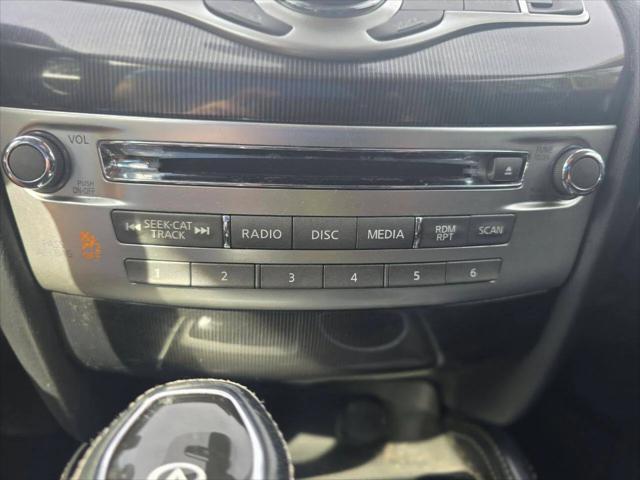 VOL
PUSH
ON·OFF
SEEK·CAT
TRACK
RADIO
DISC
MEDIA
RDM
RPT
SCAN
1
2
3
4
5
6